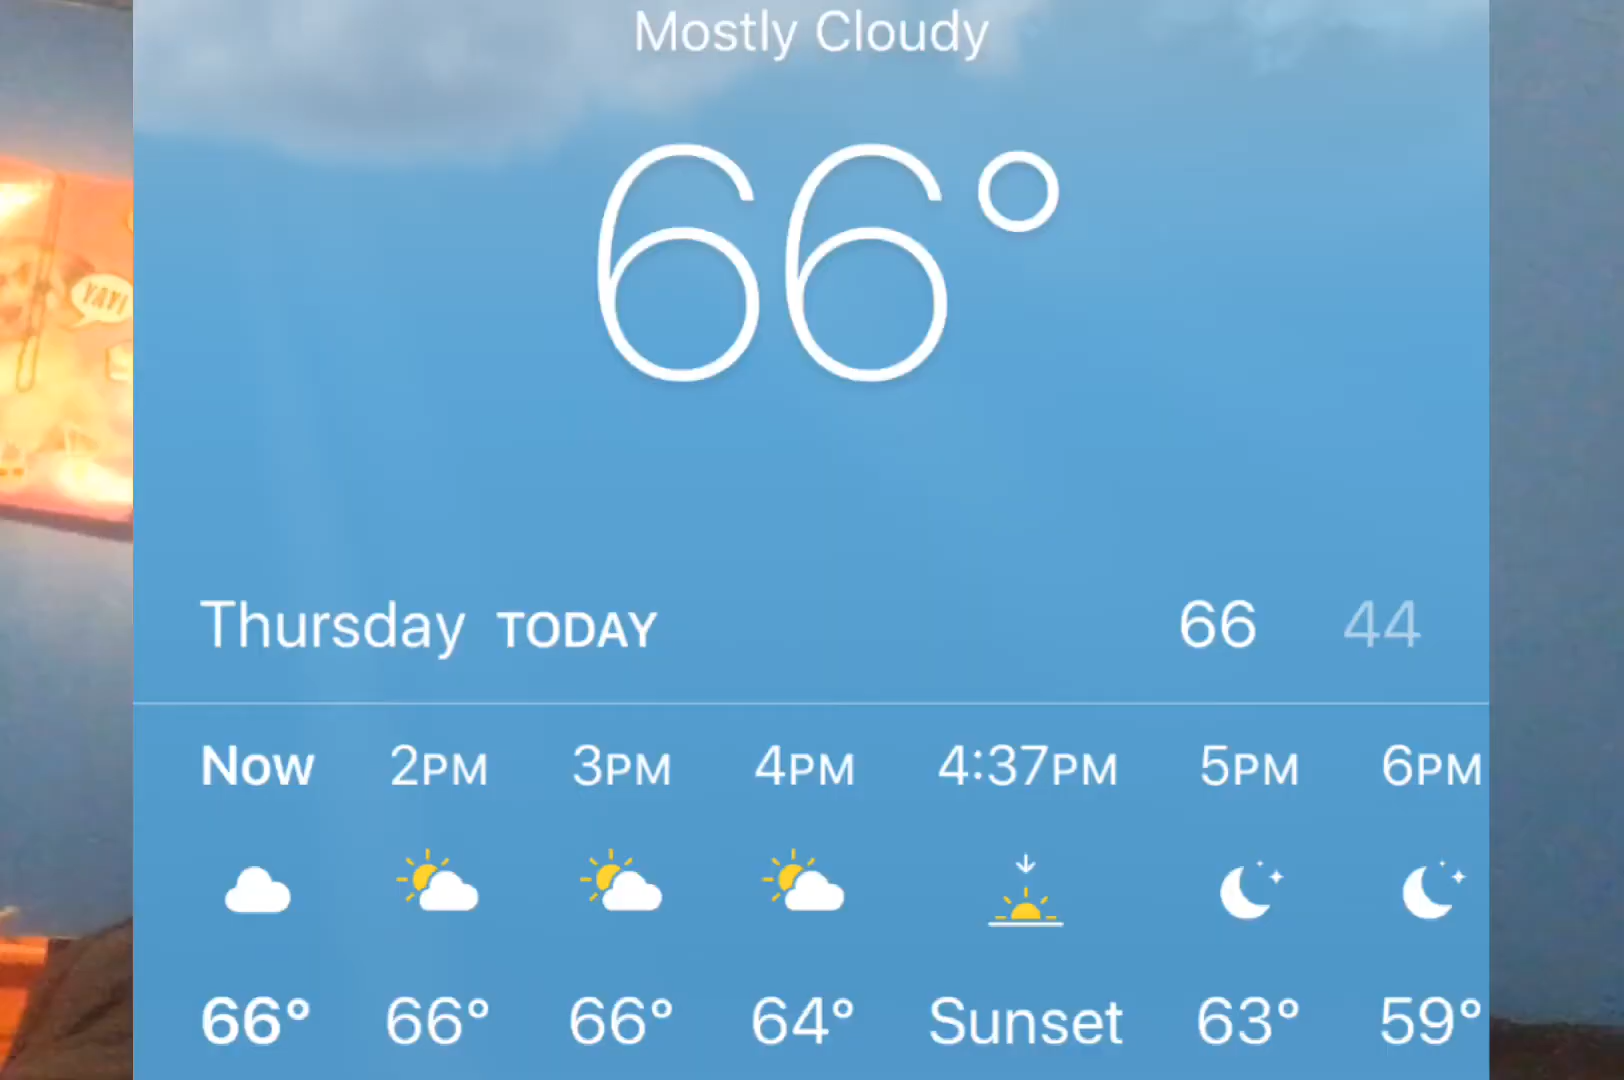 Mostly Cloudy
66°
Thursday TODAY 66 44
Now 2PM 3PM 4PM 4:37PM 5PM 6PM
66° 66° 66° 64° Sunset 63° 59°
YAY!